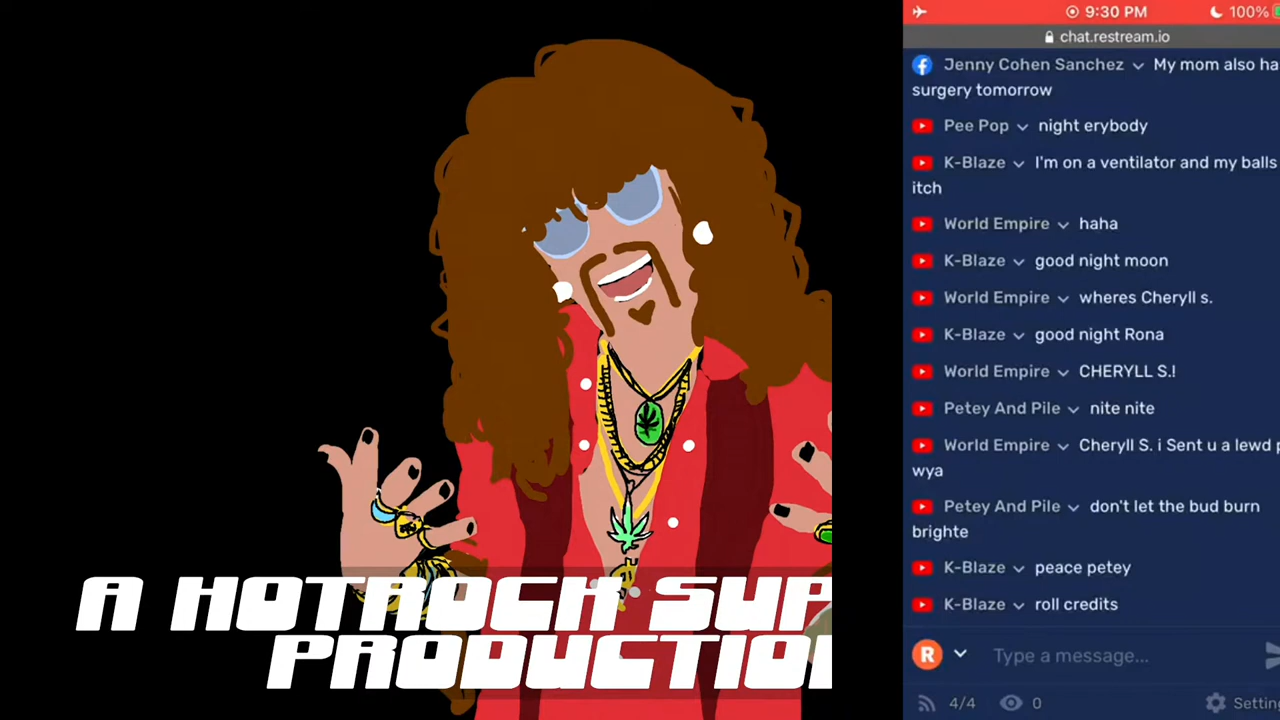 A HOTROCK SUP
PRODUCTIO
9:30 PM
100%
chat.restream.io
Jenny Cohen Sanchez My mom also ha
surgery tomorrow
Pee Pop night erybody
K-Blaze I'm on a ventilator and my balls
itch
World Empire haha
K-Blaze good night moon
World Empire wheres Cheryll s.
K-Blaze good night Rona
World Empire CHERYLL S.!
Petey And Pile nite nite
World Empire Cheryll S. i Sent u a lewd p
wya
Petey And Pile don't let the bud burn
brighte
K-Blaze peace petey
K-Blaze roll credits
R
Type a message...
4/4 0
Settin